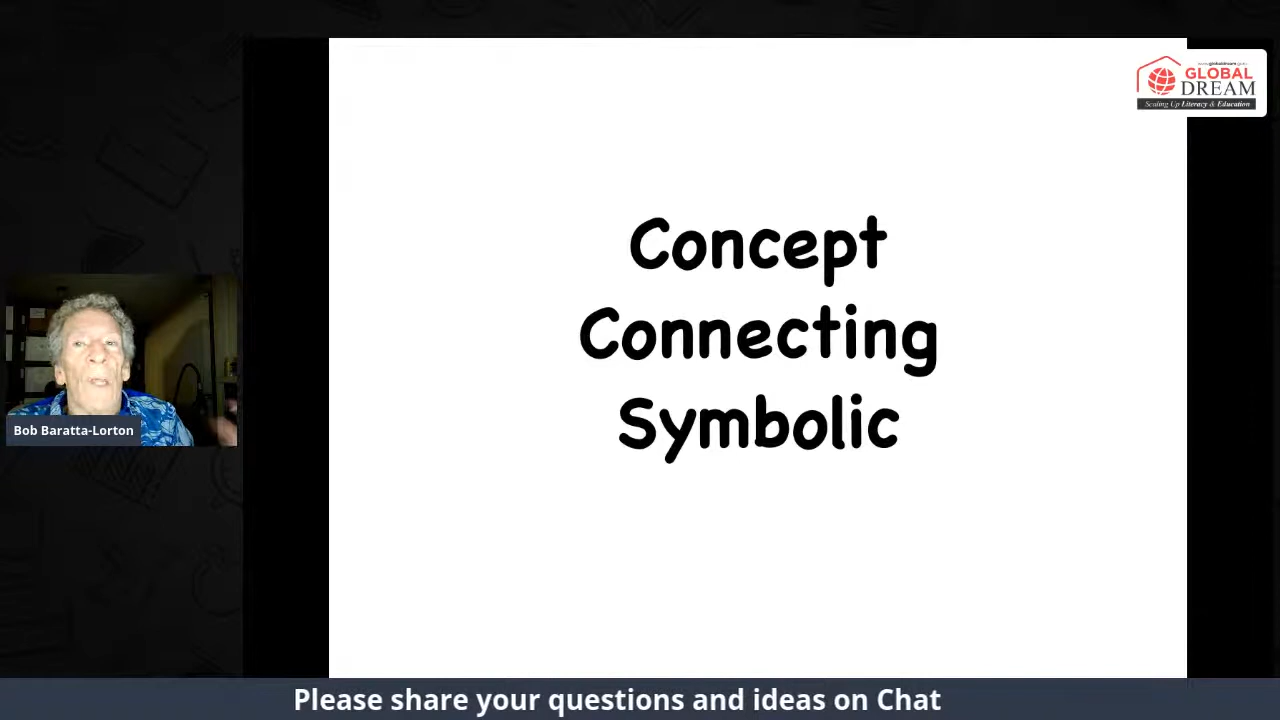 GLOBAL
DREAM
Scaling Up Literacy & Education
Concept
Connecting
Symbolic
Bob Baratta-Lorton
Please share your questions and ideas on Chat